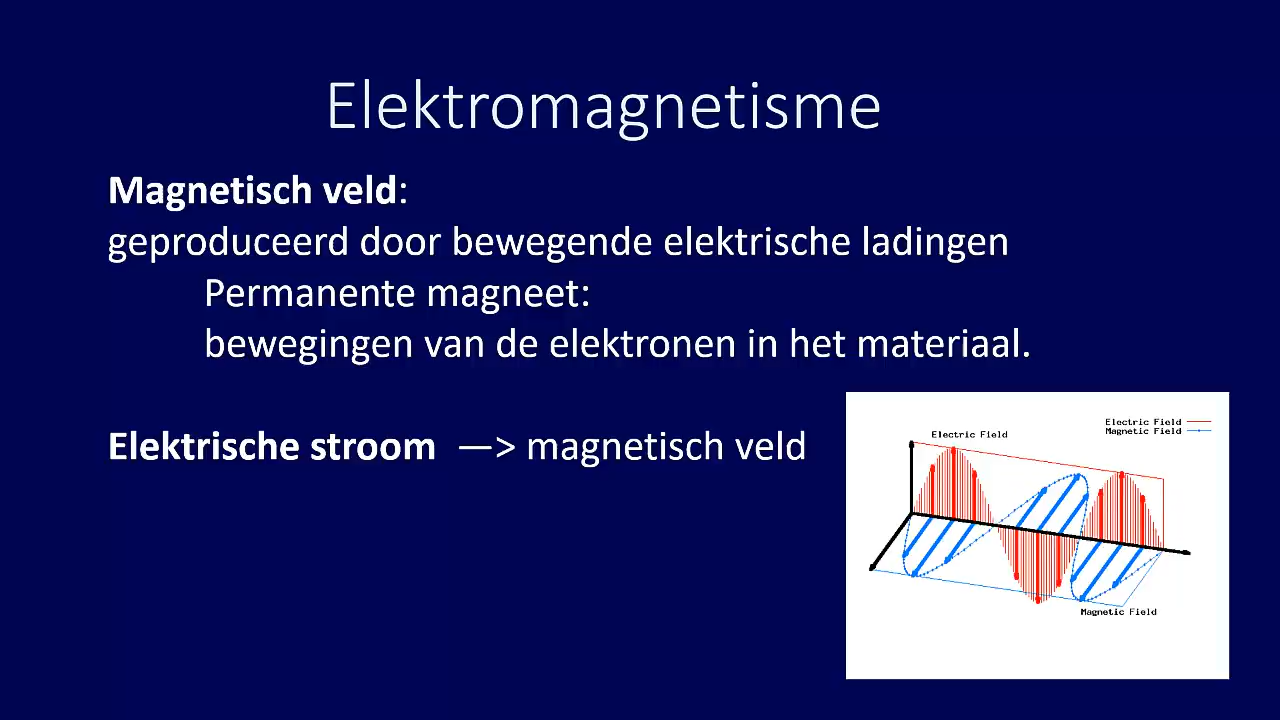 Elektromagnetisme
Magnetisch veld:
geproduceerd door bewegende elektrische ladingen
Permanente magneet:
bewegingen van de elektronen in het materiaal.
Elektrische stroom —> magnetisch veld
Electric Field
Magnetic Field
Electric Field
Magnetic Field